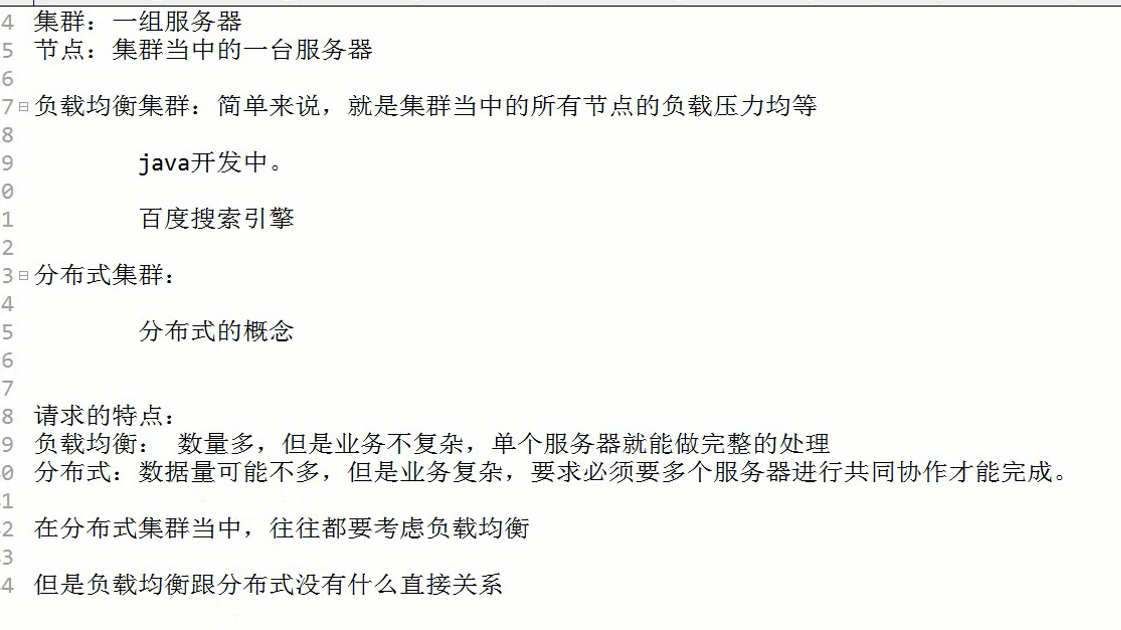 4 集群：一组服务器
5 节点：集群当中的一台服务器
6
7 负载均衡集群：简单来说，就是集群当中的所有节点的负载压力均等
8
9 java开发中。
0
1 百度搜索引擎
2
3 分布式集群：
4
5 分布式的概念
6
7
8 请求的特点：
9 负载均衡： 数量多，但是业务不复杂，单个服务器就能做完整的处理
0 分布式：数据量可能不多，但是业务复杂，要求必须要多个服务器进行共同协作才能完成。
1
2 在分布式集群当中，往往都要考虑负载均衡
3
4 但是负载均衡跟分布式没有什么直接关系